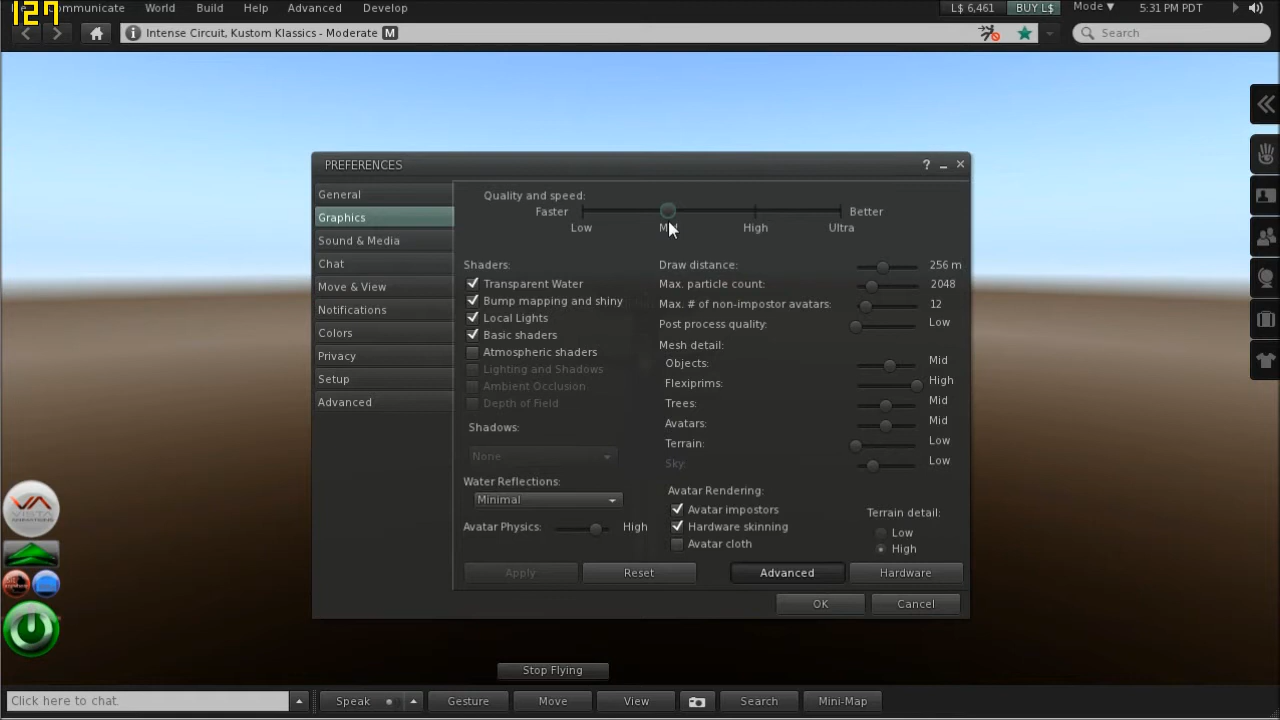 127
Communicate World Build Help Advanced Develop L$ 6,461 BUY L$ Mode ▼ 5:31 PM PDT
Intense Circuit, Kustom Klassics - Moderate M Search
PREFERENCES ?
General
Graphics
Sound & Media
Chat
Move & View
Notifications
Colors
Privacy
Setup
Advanced
Quality and speed:
Faster Better
Low High Ultra
Shaders:
Transparent Water
Bump mapping and shiny
Local Lights
Basic shaders
Atmospheric shaders
Lighting and Shadows
Ambient Occlusion
Depth of Field
Shadows:
None
Water Reflections:
Minimal
Avatar Physics: High
Draw distance: 256 m
Max. particle count: 2048
Max. # of non-impostor avatars: 12
Post process quality: Low
Mesh detail:
Objects: Mid
Flexiprims: High
Trees: Mid
Avatars: Mid
Terrain: Low
Sky: Low
Avatar Rendering:
Avatar impostors
Hardware skinning
Avatar cloth
Terrain detail:
Low
High
Apply Reset Advanced Hardware
OK Cancel
Stop Flying
Click here to chat. Speak Gesture Move View Search Mini-Map